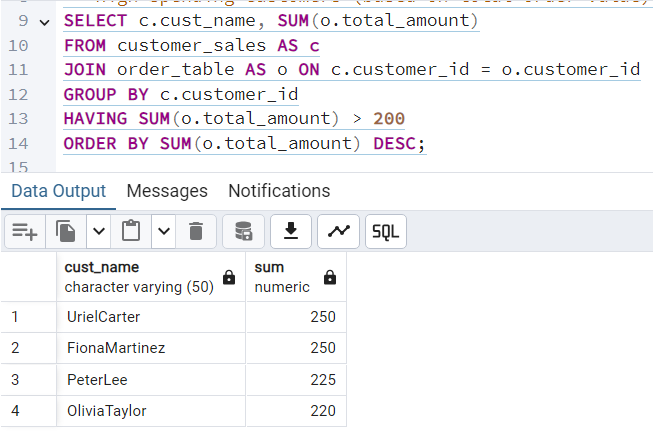 9 SELECT c.cust_name, SUM(o.total_amount)
10 FROM customer_sales AS c
11 JOIN order_table AS o ON c.customer_id = o.customer_id
12 GROUP BY c.customer_id
13 HAVING SUM(o.total_amount) > 200
14 ORDER BY SUM(o.total_amount) DESC;
15
Data Output Messages Notifications
SQL
cust_name sum
character varying (50) numeric
1 UrielCarter 250
2 FionaMartinez 250
3 PeterLee 225
4 OliviaTaylor 220